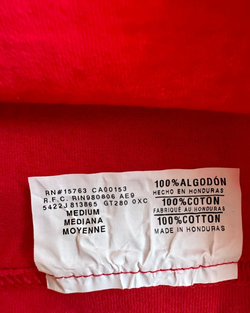 RN#15763 CA00153
R.F.C. RIN980806 AE9
5422J 813865 GT280 0XC
MEDIUM
MEDIANA
MOYENNE
100% ALGODÓN
HECHO EN HONDURAS
100% COTON
FABRIQUÉ AU HONDURAS
100% COTTON
MADE IN HONDURAS